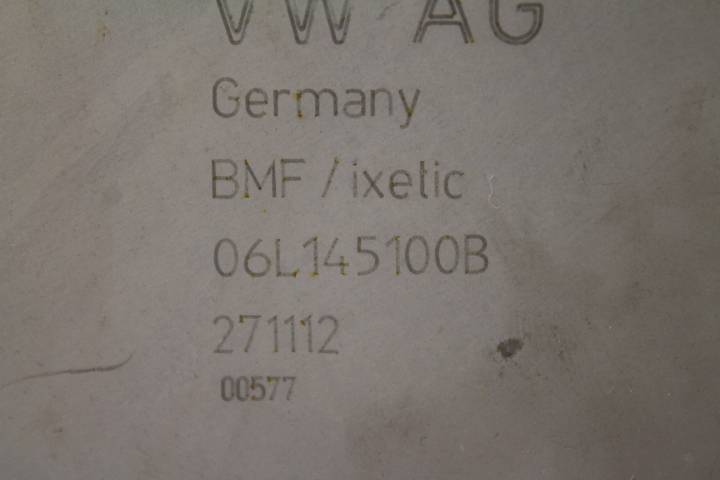 VW AG
Germany
BMF / ixetic
06L145100B
271112
00577